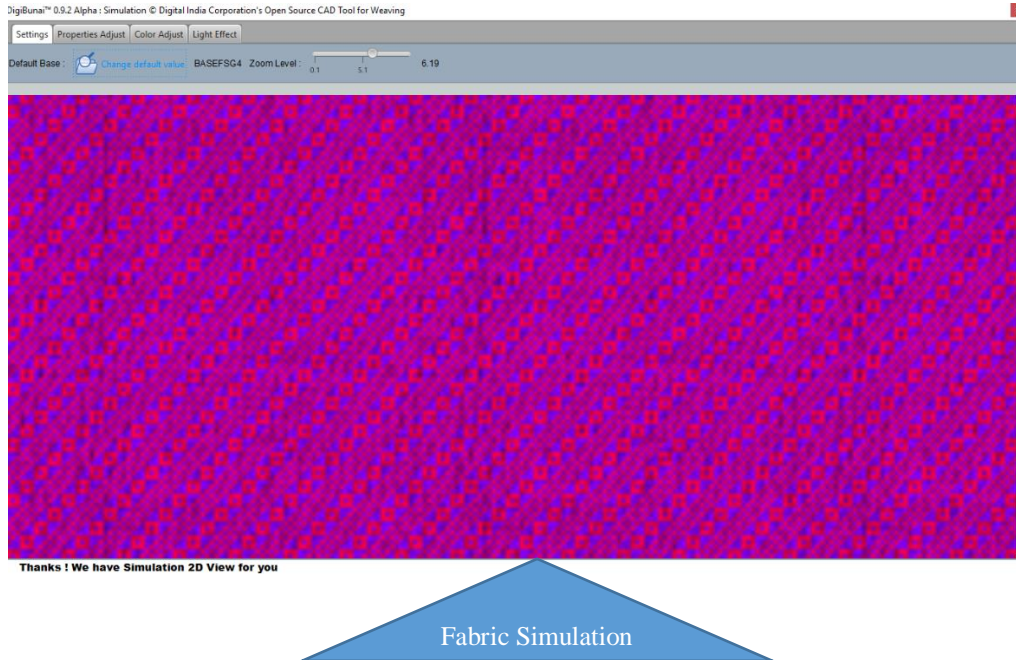 DigiBunai™ 0.9.2 Alpha : Simulation © Digital India Corporation's Open Source CAD Tool for Weaving
Settings Properties Adjust Color Adjust Light Effect
Default Base : Change default value BASEFSG4 Zoom Level : 6.19
0.1 5.1
Thanks ! We have Simulation 2D View for you
Fabric Simulation